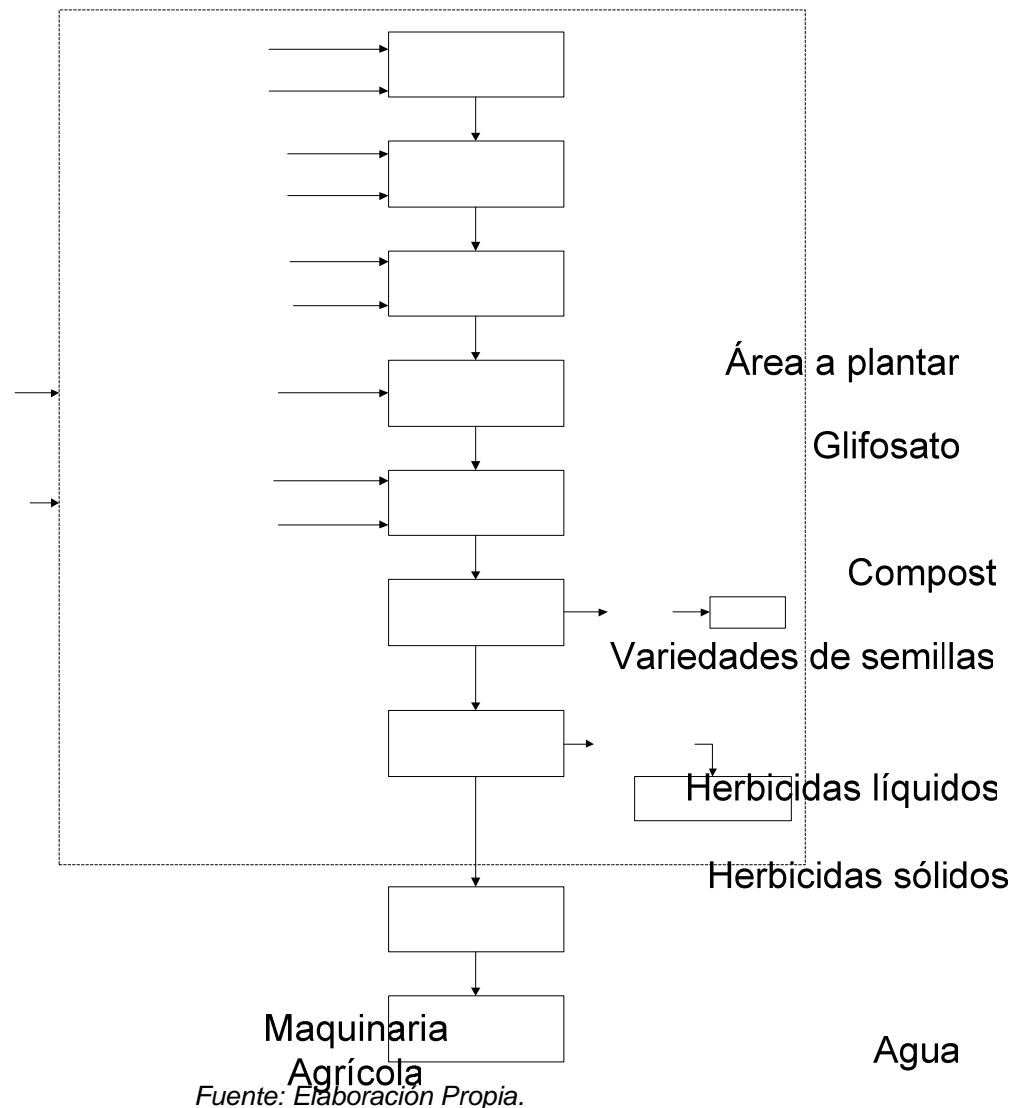 Área a plantar
Glifosato
Compost
Variedades de semillas
Herbicidas líquidos
Herbicidas sólidos
Maquinaria
Agrícola
Agua
Fuente: Elaboración Propia.